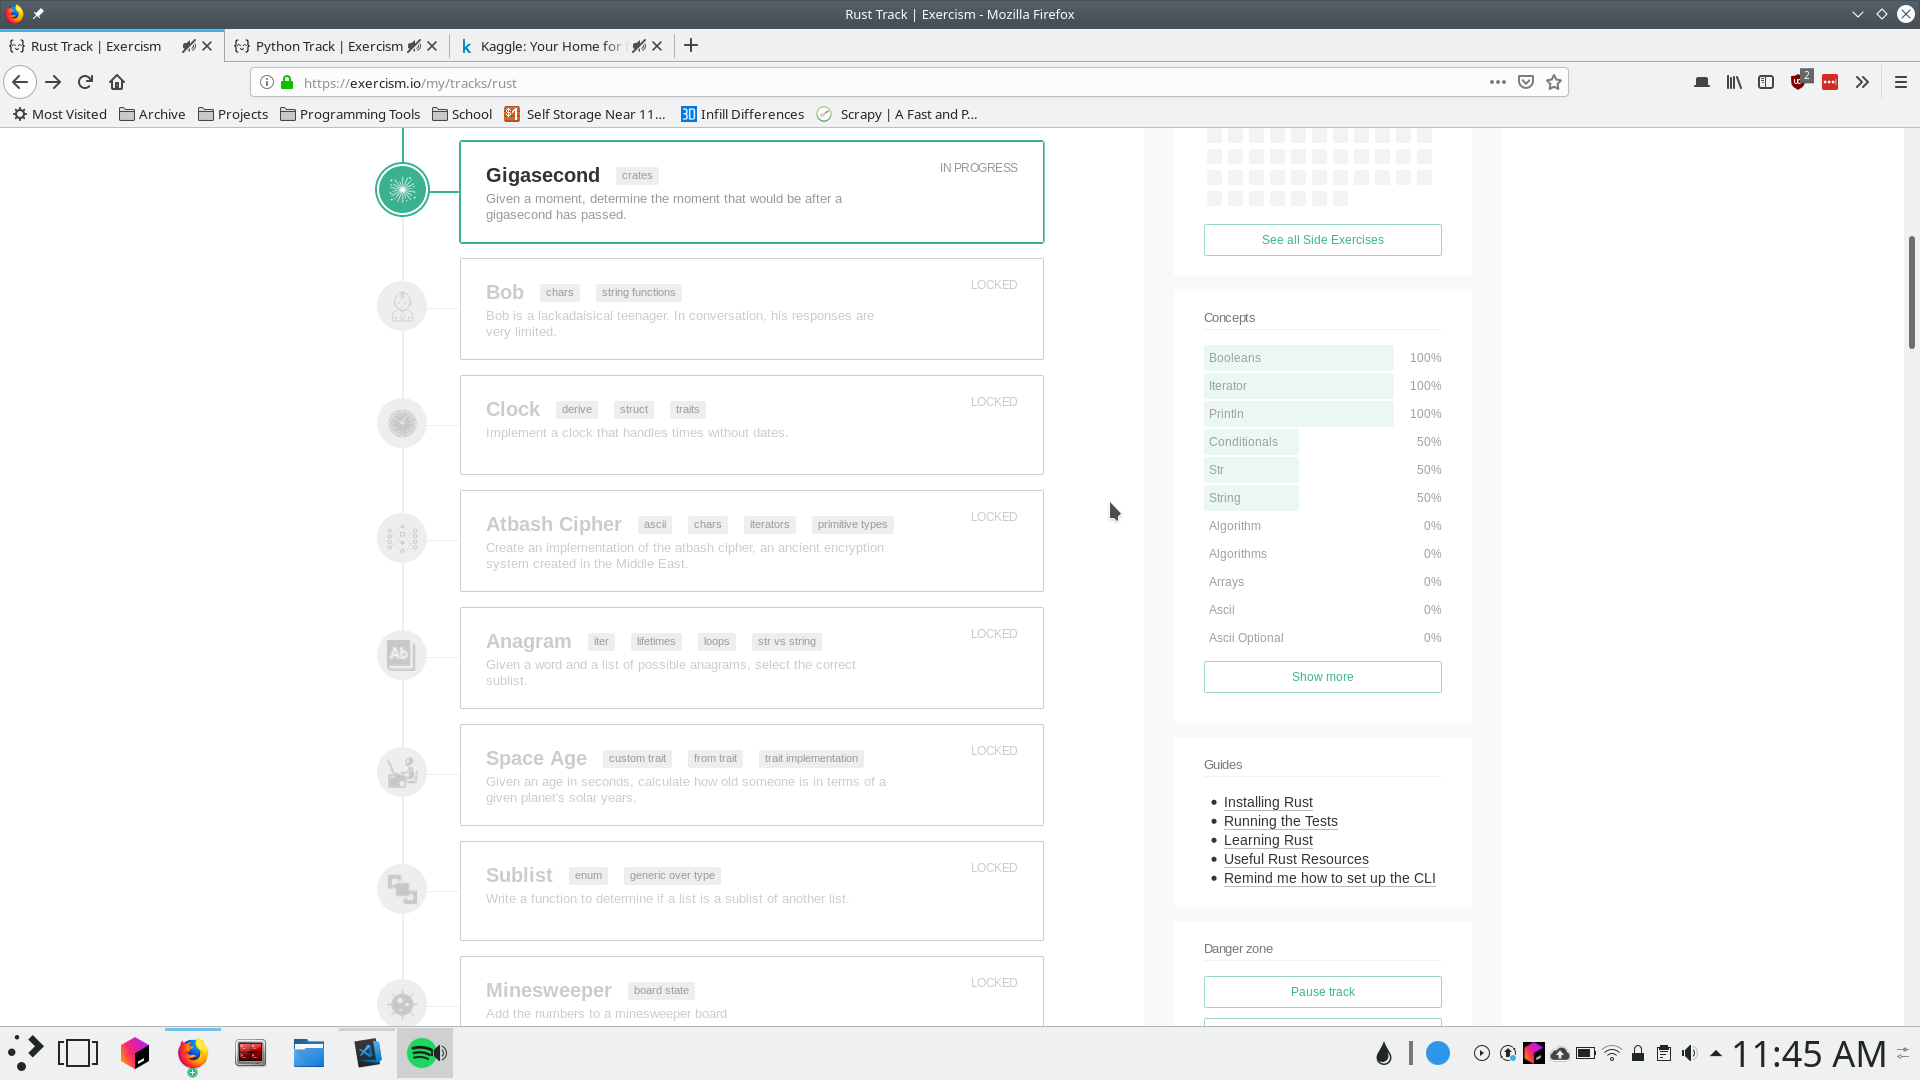 Rust Track | Exercism - Mozilla Firefox
Rust Track | Exercism
Python Track | Exercism
Kaggle: Your Home for
https://exercism.io/my/tracks/rust
2
Most Visited
Archive
Projects
Programming Tools
School
Self Storage Near 11...
Infill Differences
Scrapy | A Fast and P...
Gigasecond crates
IN PROGRESS
Given a moment, determine the moment that would be after a
gigasecond has passed.
Bob chars string functions
LOCKED
Bob is a lackadaisical teenager. In conversation, his responses are
very limited.
Clock derive struct traits
LOCKED
Implement a clock that handles times without dates.
Atbash Cipher ascii chars iterators primitive types
LOCKED
Create an implementation of the atbash cipher, an ancient encryption
system created in the Middle East.
Ab
Anagram iter lifetimes loops str vs string
LOCKED
Given a word and a list of possible anagrams, select the correct
sublist.
Space Age custom trait from trait trait implementation
LOCKED
Given an age in seconds, calculate how old someone is in terms of a
given planet's solar years.
Sublist enum generic over type
LOCKED
Write a function to determine if a list is a sublist of another list.
Minesweeper board state
LOCKED
Add the numbers to a minesweeper board
See all Side Exercises
Concepts
Booleans 100%
Iterator 100%
Println 100%
Conditionals 50%
Str 50%
String 50%
Algorithm 0%
Algorithms 0%
Arrays 0%
Ascii 0%
Ascii Optional 0%
Show more
Guides
Installing Rust
Running the Tests
Learning Rust
Useful Rust Resources
Remind me how to set up the CLI
Danger zone
Pause track
11:45 AM